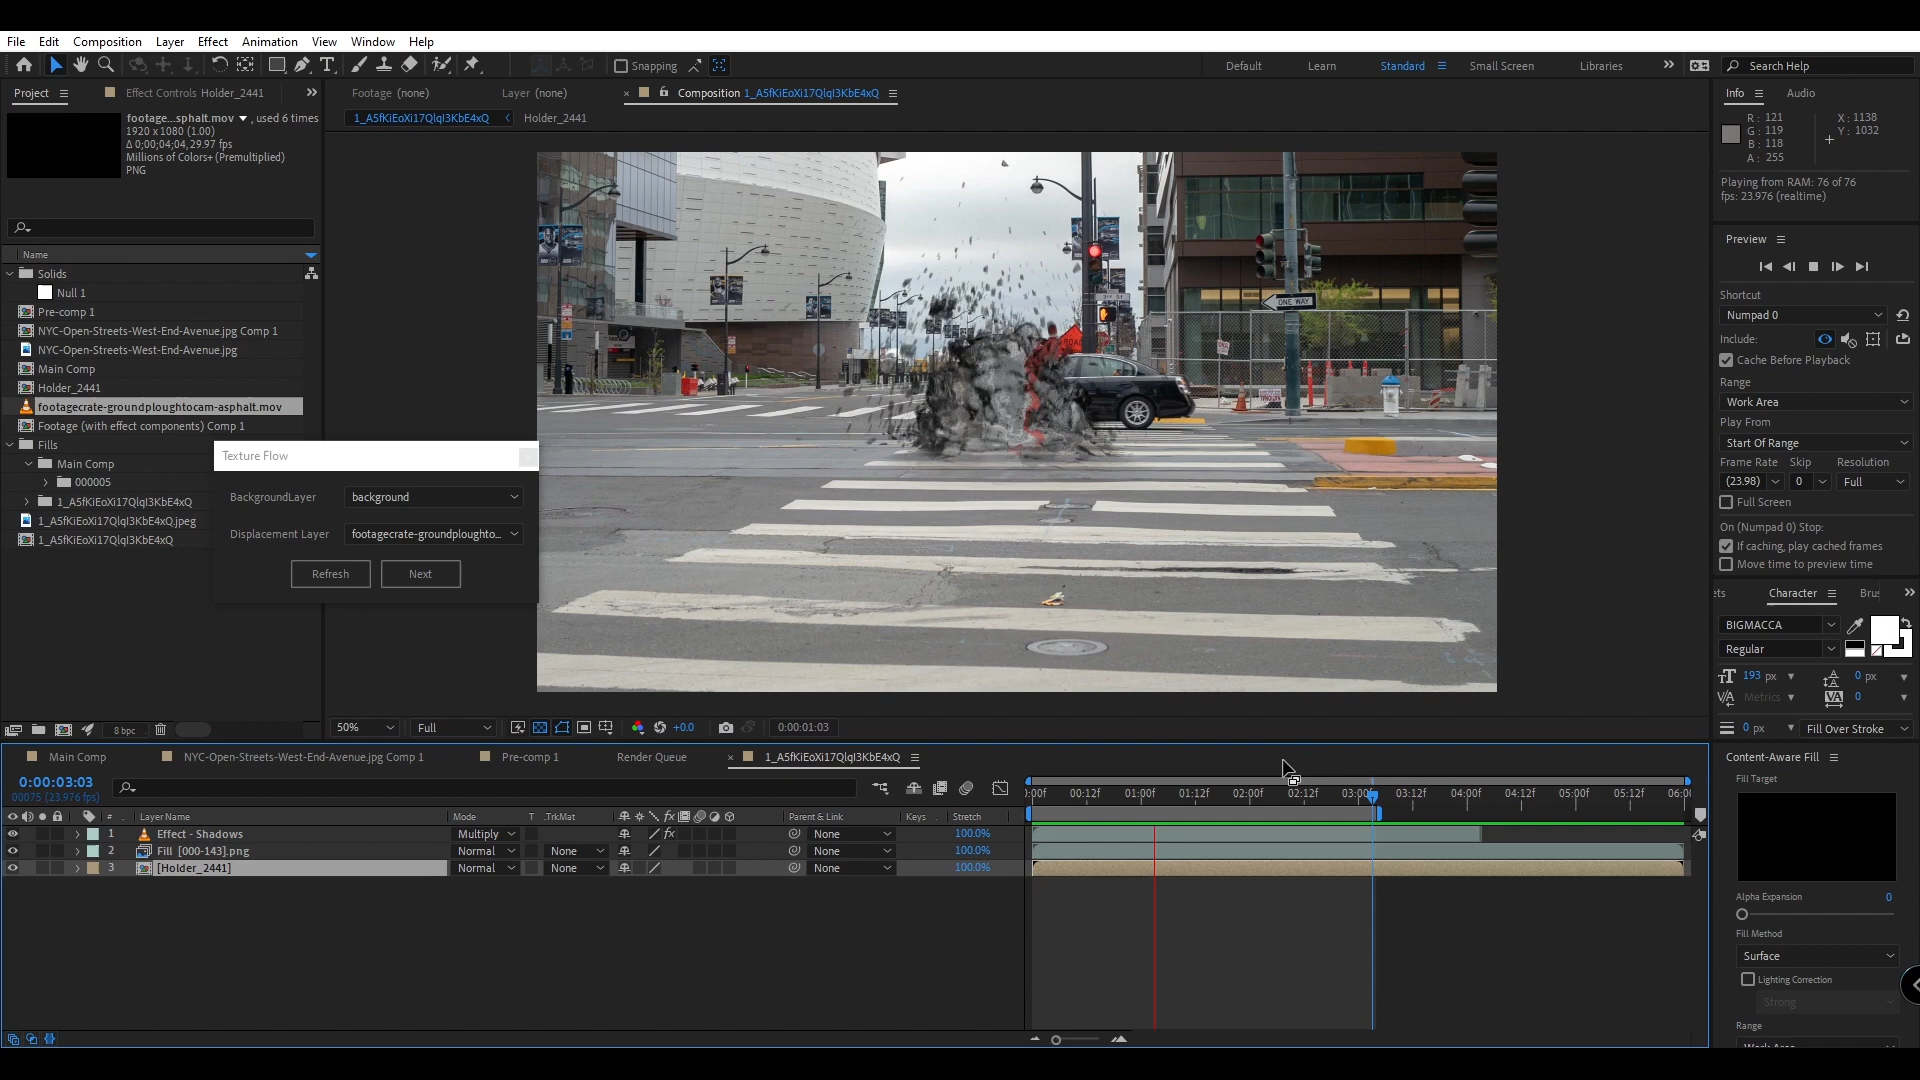 File Edit Composition Layer Effect Animation View Window Help
Snapping
Default Learn Standard Small Screen Libraries
Search Help
Project Effect Controls Holder_2441
Footage (none) Layer (none) Composition 1_A5fKiEoXi17QlqI3KbE4xQ
1_A5fKiEoXi17QlqI3KbE4xQ Holder_2441
footage...sphalt.mov , used 6 times
1920 x 1080 (1.00)
Δ 0;00;04;04, 29.97 fps
Millions of Colors+ (Premultiplied)
PNG
Name
Solids
Null 1
Pre-comp 1
NYC-Open-Streets-West-End-Avenue.jpg Comp 1
NYC-Open-Streets-West-End-Avenue.jpg
Main Comp
Holder_2441
footagecrate-groundploughtocam-asphalt.mov
Footage (with effect components) Comp 1
Fills
Main Comp
000005
1_A5fKiEoXi17QlqI3KbE4xQ
1_A5fKiEoXi17QlqI3KbE4xQ.jpeg
1_A5fKiEoXi17QlqI3KbE4xQ
8 bpc
Texture Flow
BackgroundLayer background
Displacement Layer footagecrate-groundploughto...
Refresh Next
ONE WAY
ROAD
50% Full +0.0 0:00:01:03
Info Audio
R: 121
G: 119
B: 118
A: 255
X: 1138
Y: 1032
Playing from RAM: 76 of 76
fps: 23.976 (realtime)
Preview
Shortcut
Numpad 0
Include:
Cache Before Playback
Range
Work Area
Play From
Start Of Range
Frame Rate Skip Resolution
(23.98) 0 Full
Full Screen
On (Numpad 0) Stop:
If caching, play cached frames
Move time to preview time
ets Character Bru
BIGMACCA
Regular
193 px 0 px
Metrics 0
0 px Fill Over Stroke
Main Comp NYC-Open-Streets-West-End-Avenue.jpg Comp 1 Pre-comp 1 Render Queue 1_A5fKiEoXi17QlqI3KbE4xQ
0:00:03:03
00075 (23.976 fps)
:00f 00:12f 01:00f 01:12f 02:00f 02:12f 03:00f 03:12f 04:00f 04:12f 05:00f 05:12f 06:00
# Layer Name Mode T .TrkMat fx Parent & Link Keys Stretch
1 Effect - Shadows Multiply fx None 100.0%
2 Fill [000-143].png Normal None None 100.0%
3 [Holder_2441] Normal None None 100.0%
Content-Aware Fill
Fill Target
Alpha Expansion 0
Fill Method
Surface
Lighting Correction
Strong
Range
Work Area